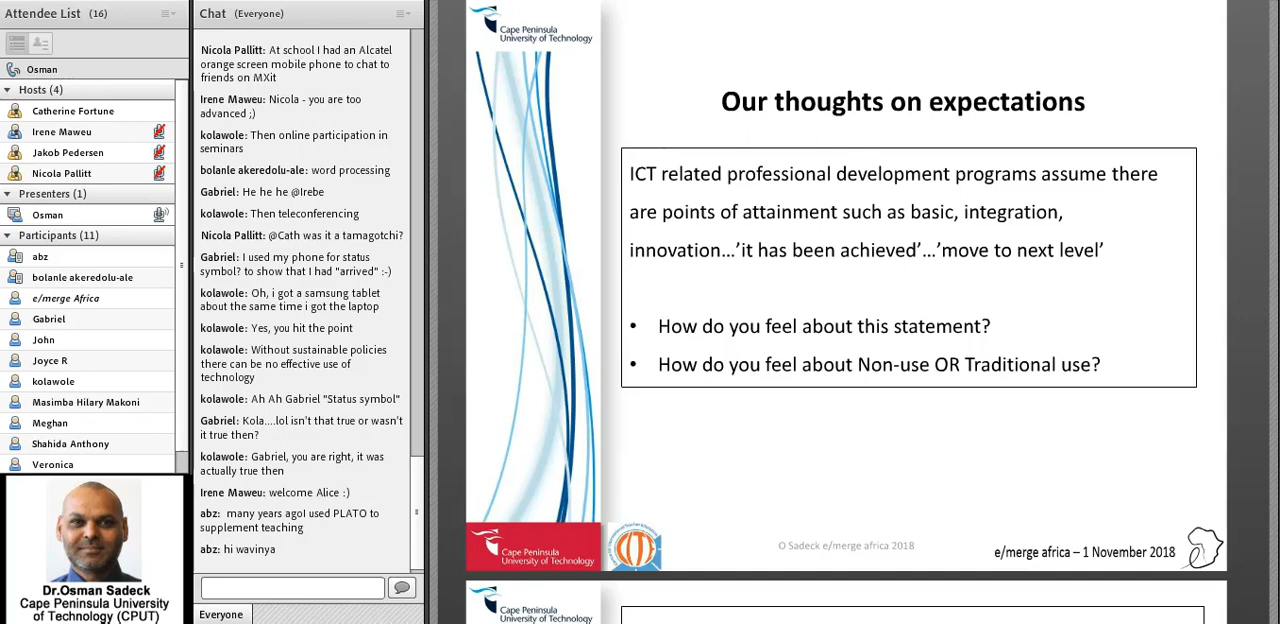 Attendee List (16)
Osman
Hosts (4)
Catherine Fortune
Irene Maweu
Jakob Pedersen
Nicola Pallitt
Presenters (1)
Osman
Participants (11)
abz
bolanle akeredolu-ale
e/merge Africa
Gabriel
John
Joyce R
kolawole
Masimba Hilary Makoni
Meghan
Shahida Anthony
Veronica
Dr.Osman Sadeck
Cape Peninsula University
of Technology (CPUT)
Chat (Everyone)
Nicola Pallitt: At school I had an Alcatel
orange screen mobile phone to chat to
friends on MXit
Irene Maweu: Nicola - you are too
advanced ;)
kolawole: Then online participation in
seminars
bolanle akeredolu-ale: word processing
Gabriel: He he he @Irebe
kolawole: Then teleconferencing
Nicola Pallitt: @Cath was it a tamagotchi?
Gabriel: I used my phone for status
symbol? to show that I had "arrived" :-)
kolawole: Oh, i got a samsung tablet
about the same time i got the laptop
kolawole: Yes, you hit the point
kolawole: Without sustainable policies
there can be no effective use of
technology
kolawole: Ah Ah Gabriel "Status symbol"
Gabriel: Kola....lol isn't that true or wasn't
it true then?
kolawole: Gabriel, you are right, it was
actually true then
Irene Maweu: welcome Alice :)
abz: many years agoI used PLATO to
supplement teaching
abz: hi wavinya
Everyone
Cape Peninsula
University of Technology
Our thoughts on expectations
ICT related professional development programs assume there
are points of attainment such as basic, integration,
innovation…’it has been achieved’…’move to next level’
• How do you feel about this statement?
• How do you feel about Non-use OR Traditional use?
Cape Peninsula
University of Technology
O Sadeck e/merge africa 2018
e/merge africa – 1 November 2018
Cape Peninsula
University of Technology